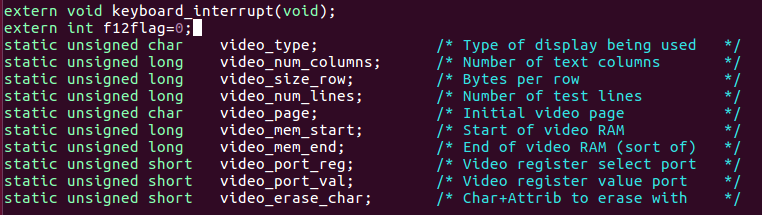 extern void keyboard_interrupt(void);
extern int f12flag=0;
static unsigned char video_type; /* Type of display being used */
static unsigned long video_num_columns; /* Number of text columns */
static unsigned long video_size_row; /* Bytes per row */
static unsigned long video_num_lines; /* Number of test lines */
static unsigned char video_page; /* Initial video page */
static unsigned long video_mem_start; /* Start of video RAM */
static unsigned long video_mem_end; /* End of video RAM (sort of) */
static unsigned short video_port_reg; /* Video register select port */
static unsigned short video_port_val; /* Video register value port */
static unsigned short video_erase_char; /* Char+Attrib to erase with */